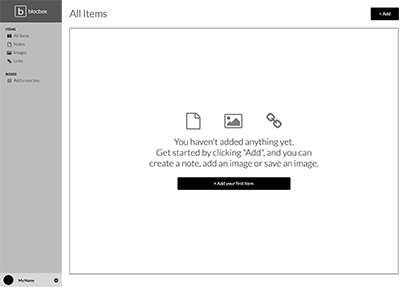 b blocbox
All Items
+ Add
ITEMS
All items
Notes
Images
Links
BOXES
Add a new box
You haven't added anything yet.
Get started by clicking "Add", and you can
create a note, add an image or save an image.
+ Add your first item
My Name